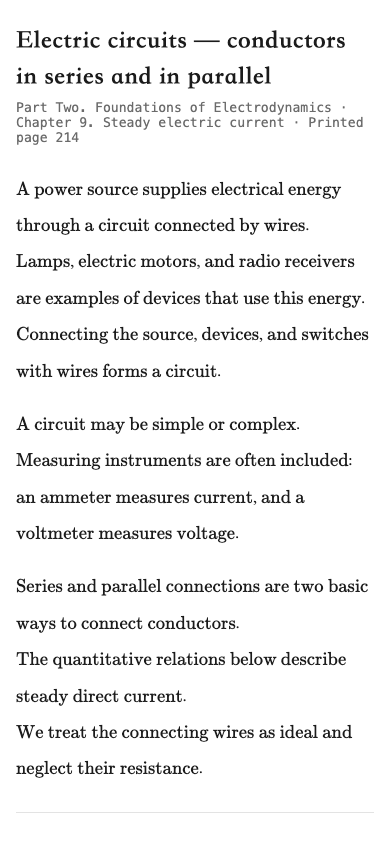 Electric circuits — conductors
in series and in parallel
Part Two. Foundations of Electrodynamics ·
Chapter 9. Steady electric current · Printed
page 214
A power source supplies electrical energy
through a circuit connected by wires.
Lamps, electric motors, and radio receivers
are examples of devices that use this energy.
Connecting the source, devices, and switches
with wires forms a circuit.
A circuit may be simple or complex.
Measuring instruments are often included:
an ammeter measures current, and a
voltmeter measures voltage.
Series and parallel connections are two basic
ways to connect conductors.
The quantitative relations below describe
steady direct current.
We treat the connecting wires as ideal and
neglect their resistance.